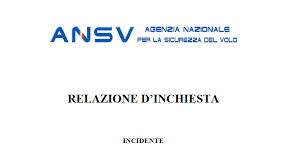 ANSV AGENZIA NAZIONALE
PER LA SICUREZZA DEL VOLO
RELAZIONE D'INCHIESTA
INCIDENTE